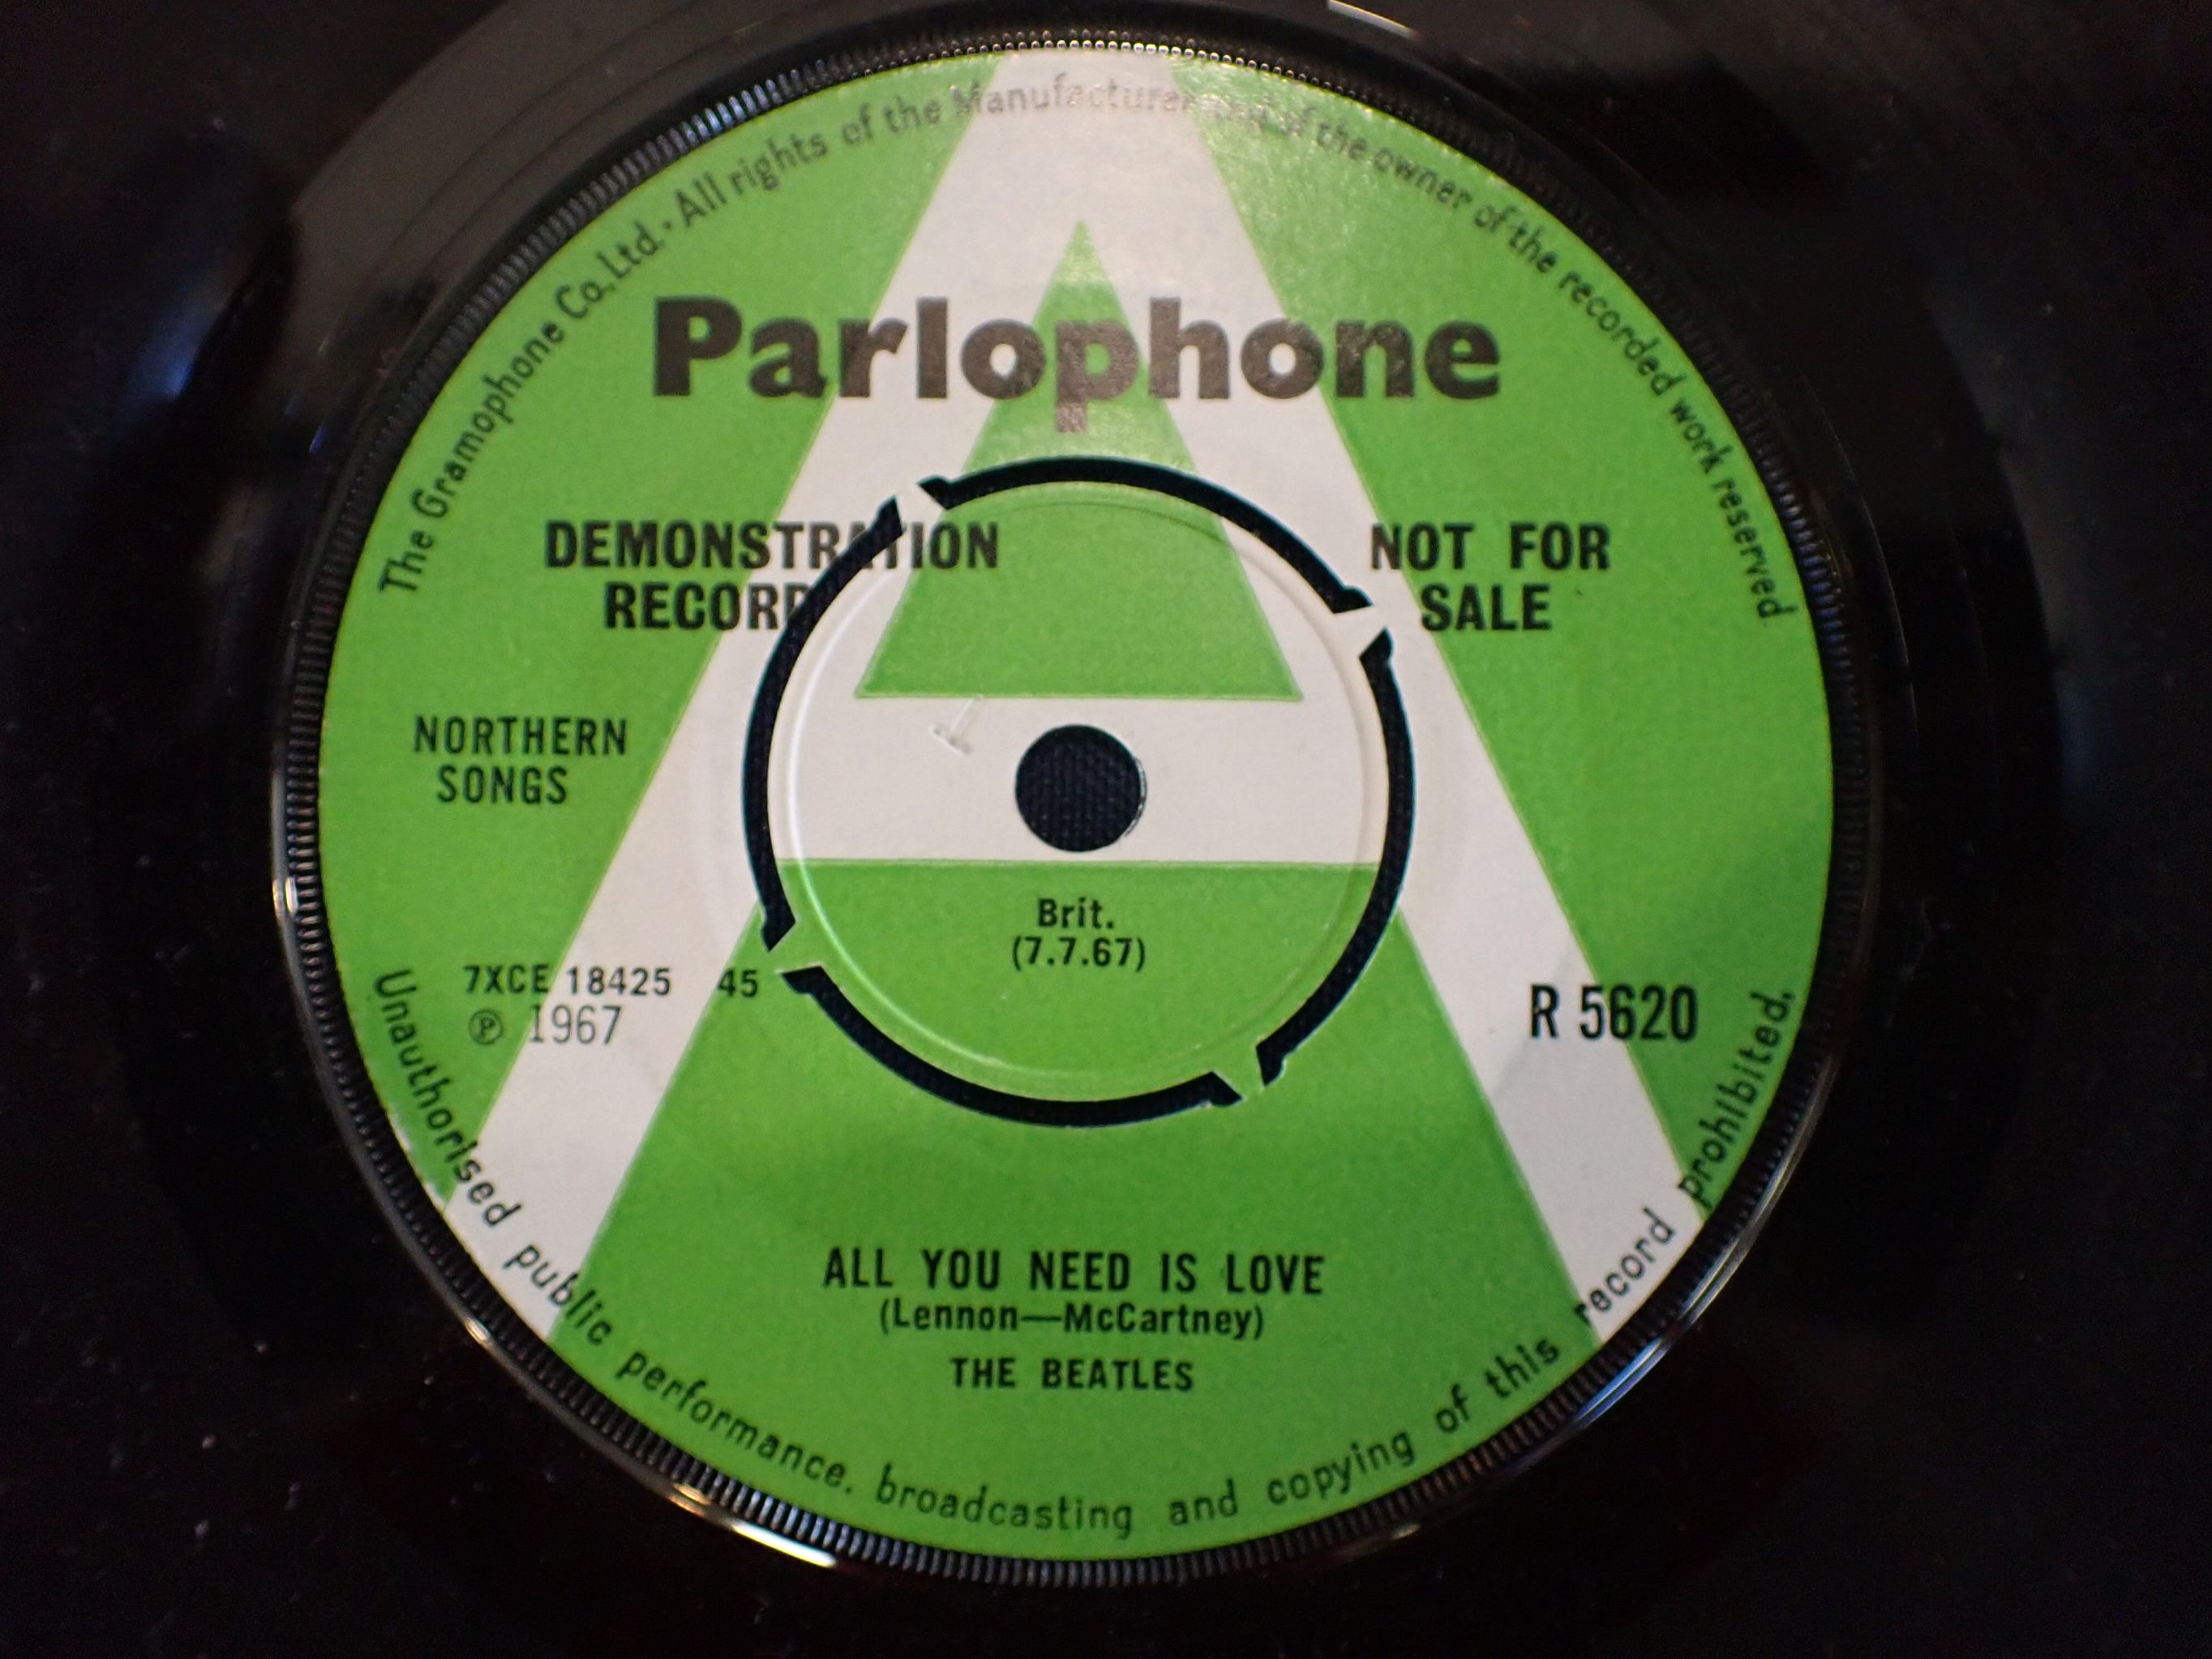 The Gramophone Co. Ltd. · All rights of the Manufacturer and of the owner of the recorded work reserved
Parlophone
DEMONSTRATION
RECORD
NOT FOR
SALE
NORTHERN
SONGS
Brit.
(7.7.67)
7XCE 18425 45
℗ 1967
R 5620
ALL YOU NEED IS LOVE
(Lennon—McCartney)
THE BEATLES
Unauthorised public performance, broadcasting and copying of this record prohibited.